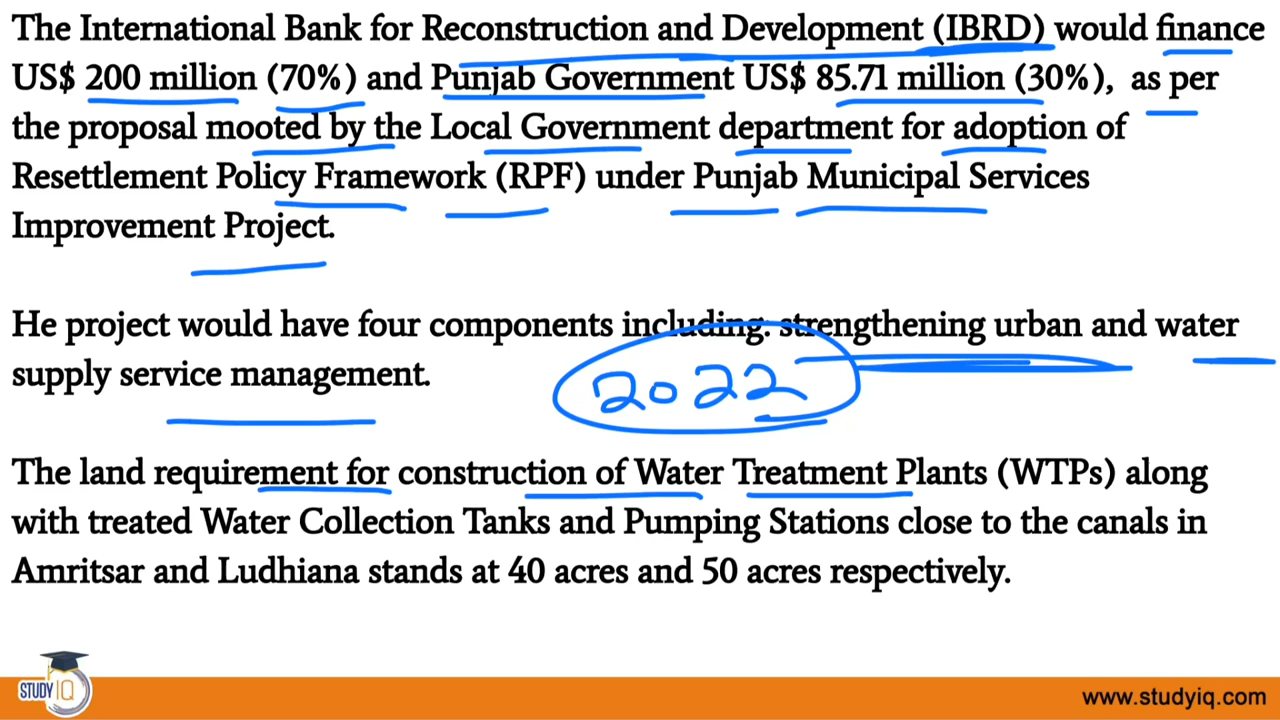 The International Bank for Reconstruction and Development (IBRD) would finance
US$ 200 million (70%) and Punjab Government US$ 85.71 million (30%), as per
the proposal mooted by the Local Government department for adoption of
Resettlement Policy Framework (RPF) under Punjab Municipal Services
Improvement Project.
He project would have four components including: strengthening urban and water
supply service management.
2022
The land requirement for construction of Water Treatment Plants (WTPs) along
with treated Water Collection Tanks and Pumping Stations close to the canals in
Amritsar and Ludhiana stands at 40 acres and 50 acres respectively.
STUDY IQ
www.studyiq.com